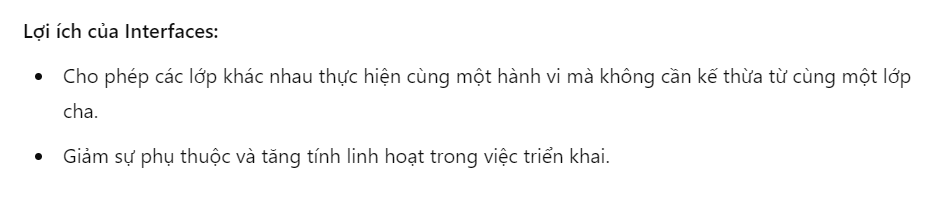 Lợi ích của Interfaces:
• Cho phép các lớp khác nhau thực hiện cùng một hành vi mà không cần kế thừa từ cùng một lớp
cha.
• Giảm sự phụ thuộc và tăng tính linh hoạt trong việc triển khai.